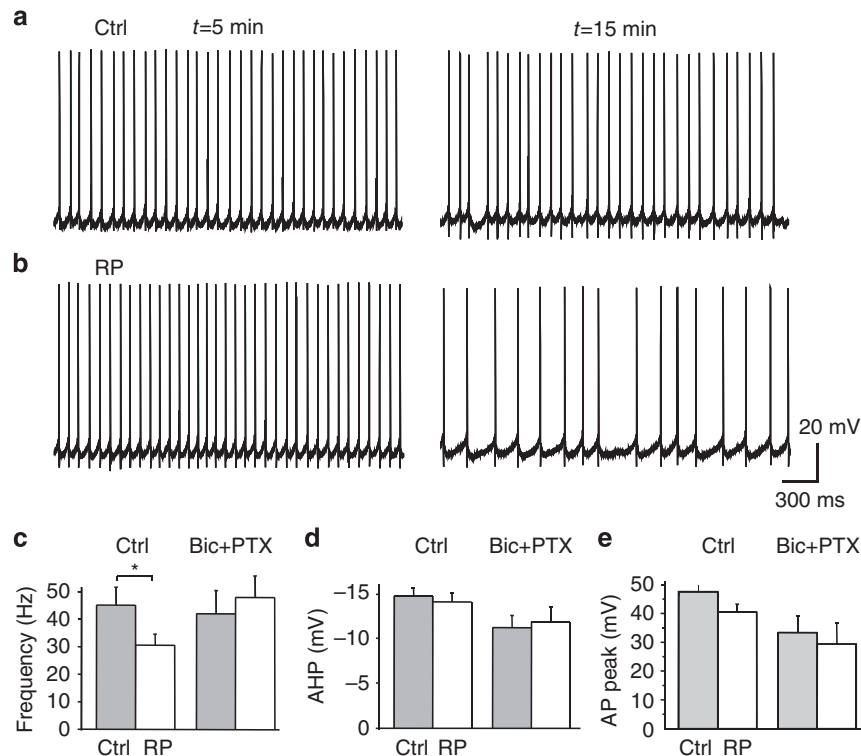 a
Ctrl t=5 min t=15 min
b
RP
20 mV
300 ms
c Ctrl Bic+PTX
*
Frequency (Hz)
50
40
30
20
10
0
Ctrl RP
d Ctrl Bic+PTX
AHP (mV)
−15
−10
−5
0
Ctrl RP
e Ctrl Bic+PTX
AP peak (mV)
50
40
30
20
10
0
Ctrl RP